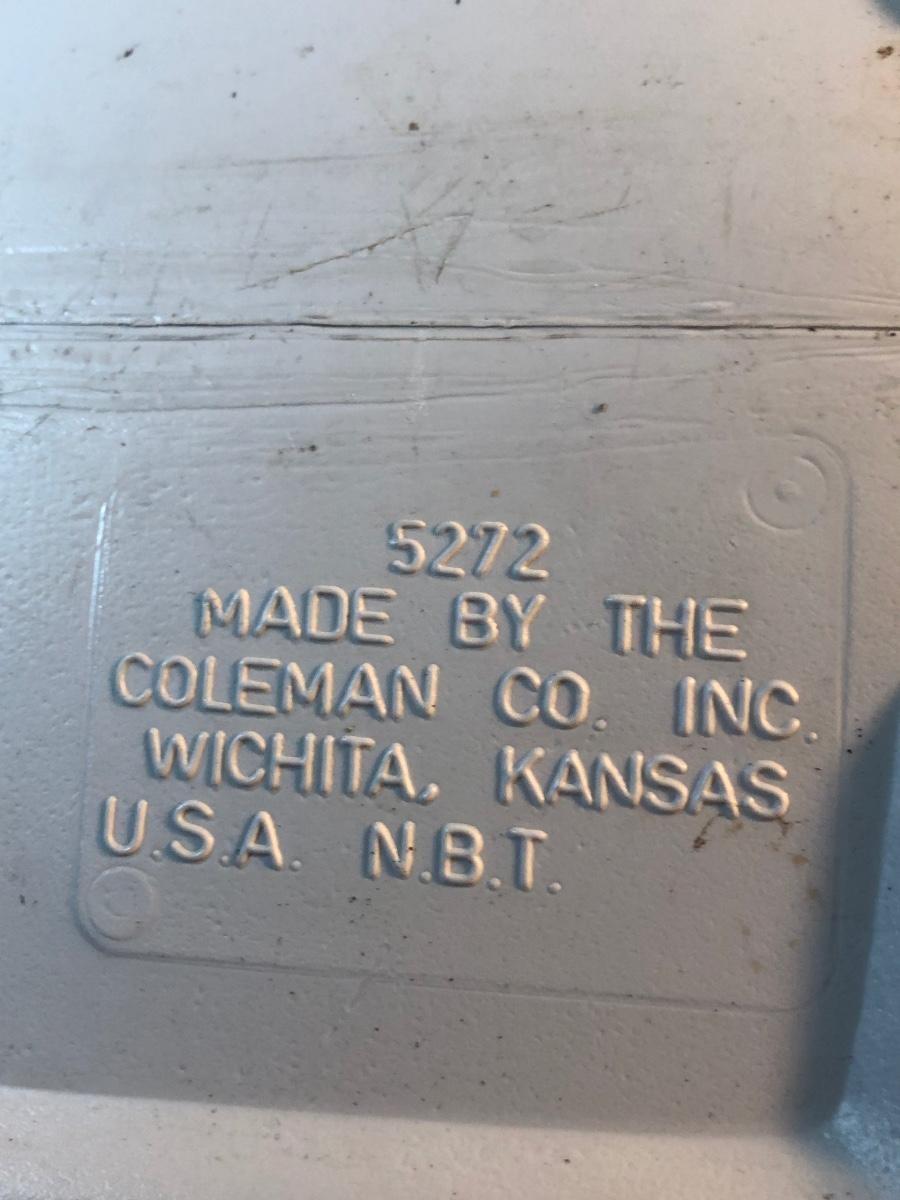 5272
MADE BY THE
COLEMAN CO. INC.
WICHITA, KANSAS
U.S.A. N.B.T.